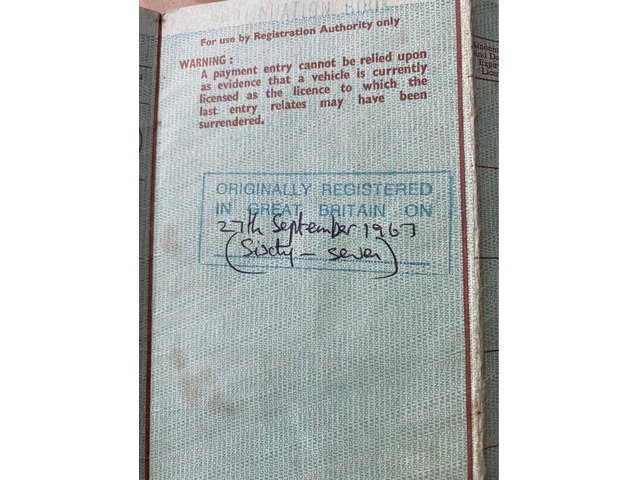 For use by Registration Authority only
WARNING :
A payment entry cannot be relied upon
as evidence that a vehicle is currently
licensed as the licence to which the
last entry relates may have been
surrendered.
ORIGINALLY REGISTERED
IN GREAT BRITAIN ON
27th September 1967
(Sixty - seven)